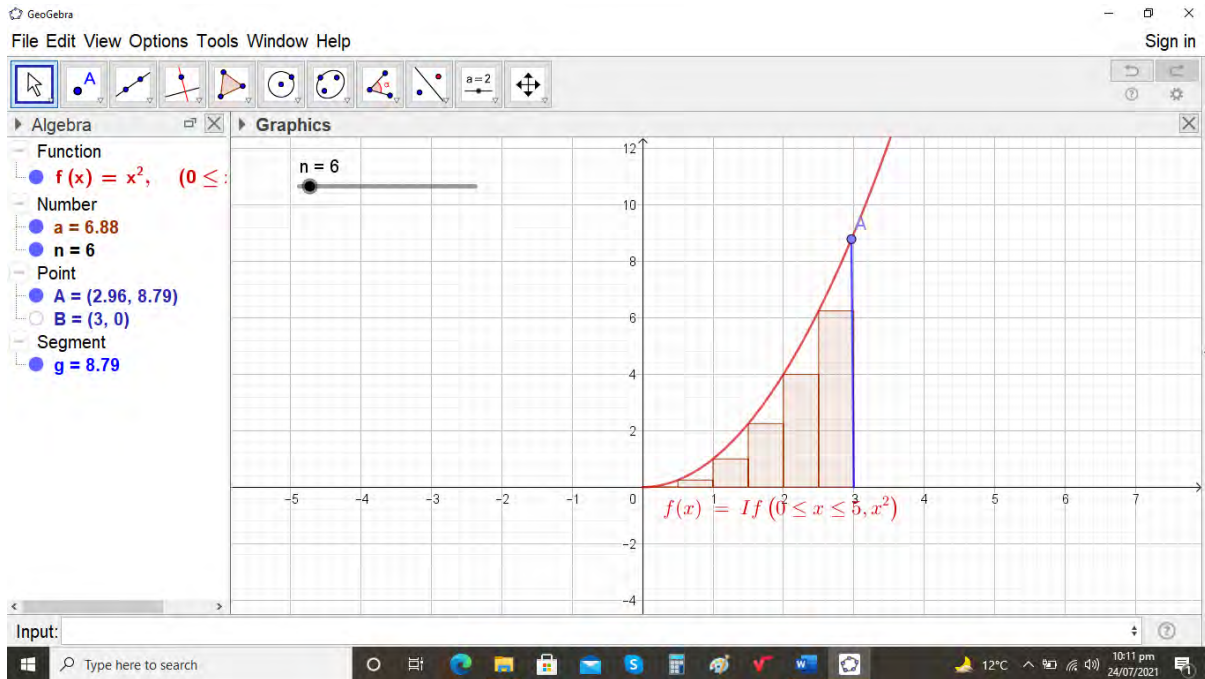 GeoGebra
File Edit View Options Tools Window Help Sign in
A α a=2
Algebra Graphics
Function
f (x) = x², (0 ≤ :
Number
a = 6.88
n = 6
Point
A = (2.96, 8.79)
B = (3, 0)
Segment
g = 8.79
n = 6
12
10
8
6
4
2
A
-5 -4 -3 -2 -1 0 1 2 3 4 5 6 7
f(x) = If (0 ≤ x ≤ 5, x²)
-2
-4
Input:
Type here to search 12°C 10:11 pm
24/07/2021